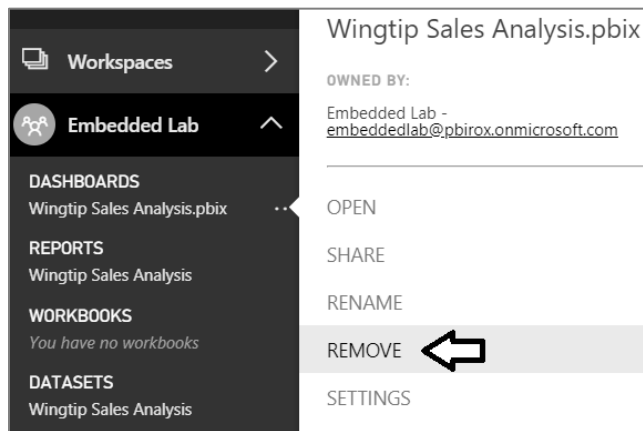 Workspaces
Embedded Lab
DASHBOARDS
Wingtip Sales Analysis.pbix
REPORTS
Wingtip Sales Analysis
WORKBOOKS
You have no workbooks
DATASETS
Wingtip Sales Analysis
Wingtip Sales Analysis.pbix
OWNED BY:
Embedded Lab -
embeddedlab@pbirox.onmicrosoft.com
OPEN
SHARE
RENAME
REMOVE
SETTINGS